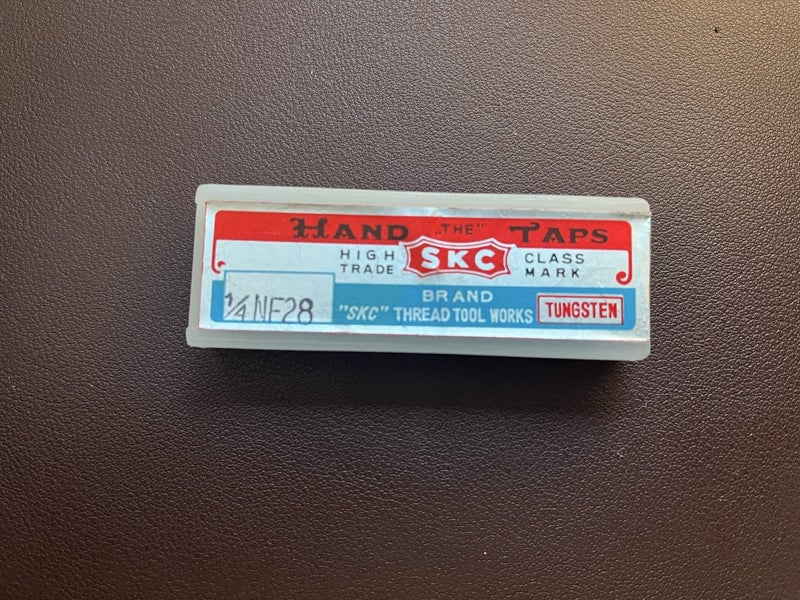 HAND „THE” TAPS
HIGH SKC CLASS
TRADE MARK
BRAND
"SKC" THREAD TOOL WORKS
TUNGSTEN
1/4 NF28